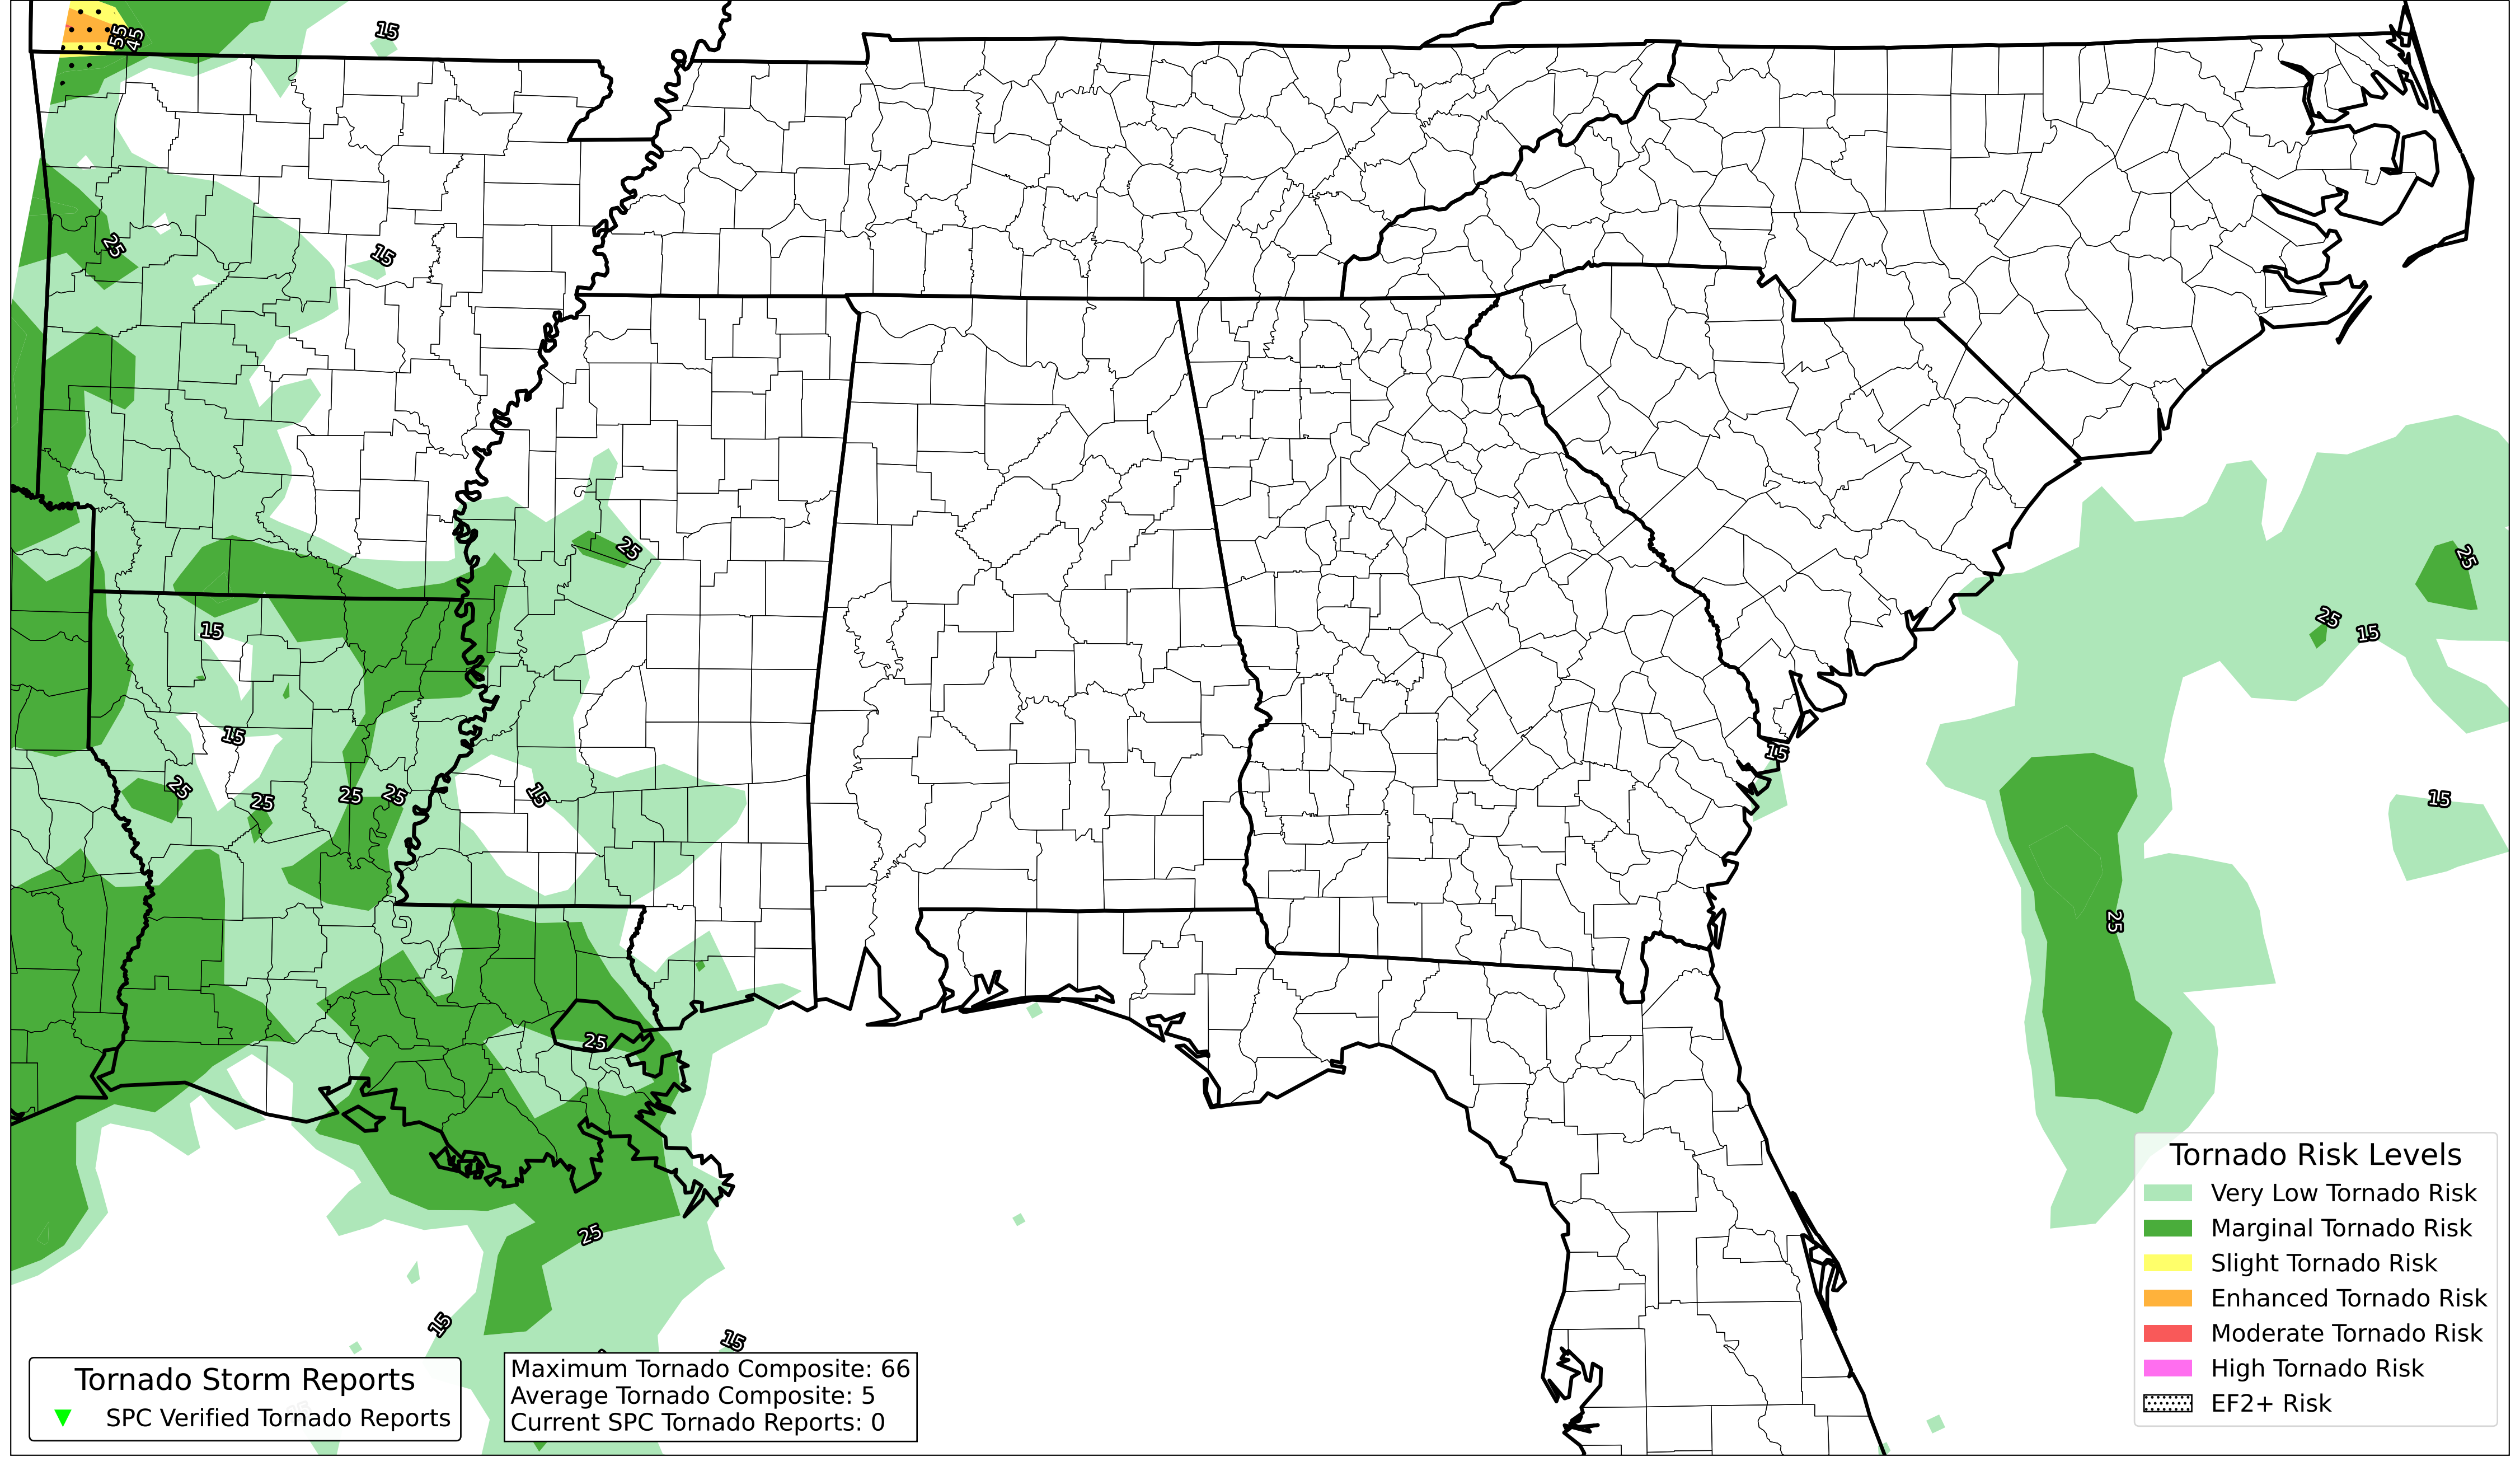 55
45
15
25
15
25
25
25
15
15
15
15
15
25
15
25
25
25
15
25
25
25
15
15
Tornado Risk Levels
Very Low Tornado Risk
Marginal Tornado Risk
Slight Tornado Risk
Enhanced Tornado Risk
Moderate Tornado Risk
High Tornado Risk
EF2+ Risk
Tornado Storm Reports
SPC Verified Tornado Reports
Maximum Tornado Composite: 66
Average Tornado Composite: 5
Current SPC Tornado Reports: 0